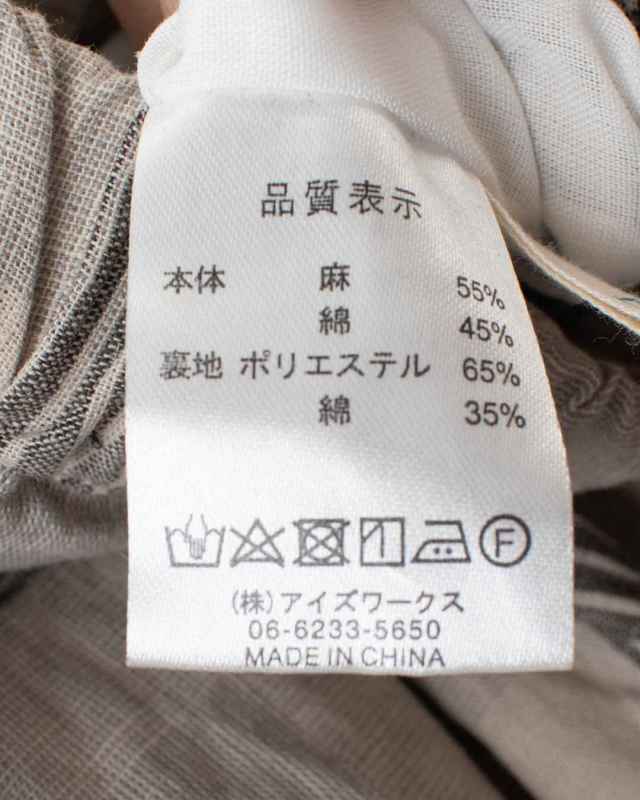 品質表示
本体 麻 55%
綿 45%
裏地 ポリエステル 65%
綿 35%
F
(株)アイズワークス
06-6233-5650
MADE IN CHINA